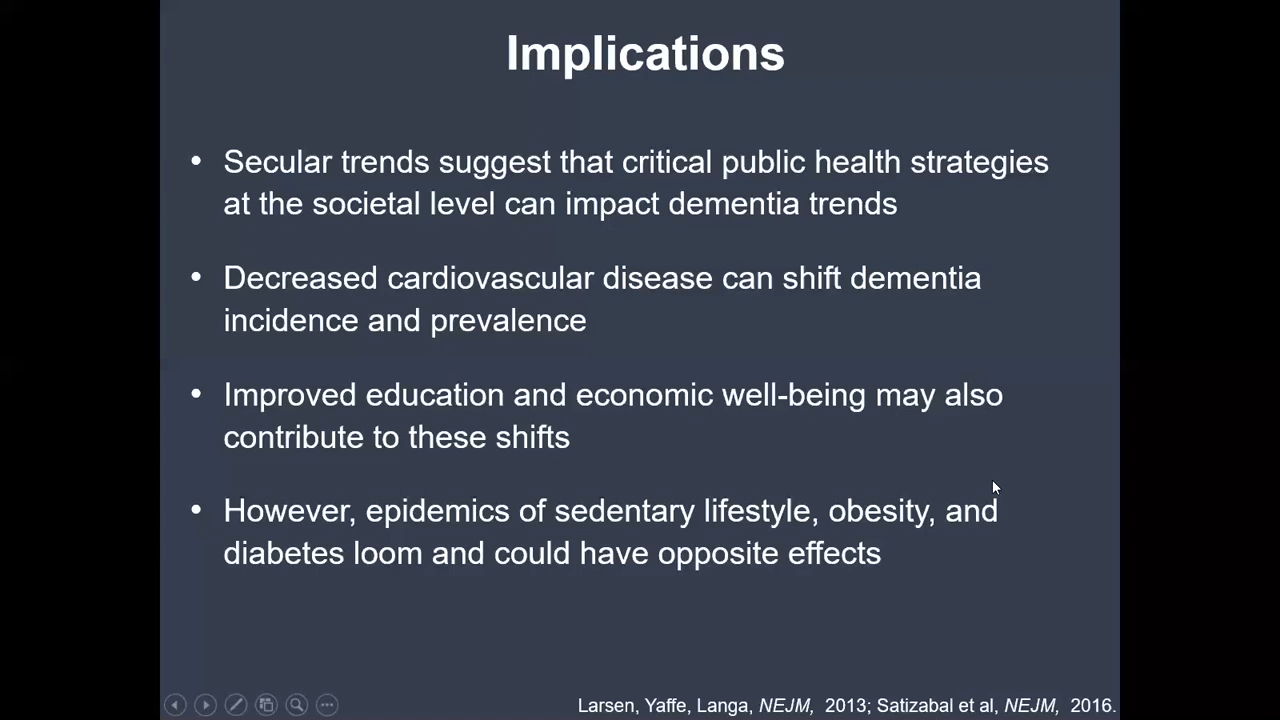 Implications
• Secular trends suggest that critical public health strategies
at the societal level can impact dementia trends
• Decreased cardiovascular disease can shift dementia
incidence and prevalence
• Improved education and economic well-being may also
contribute to these shifts
• However, epidemics of sedentary lifestyle, obesity, and
diabetes loom and could have opposite effects
Larsen, Yaffe, Langa, NEJM, 2013; Satizabal et al, NEJM, 2016.